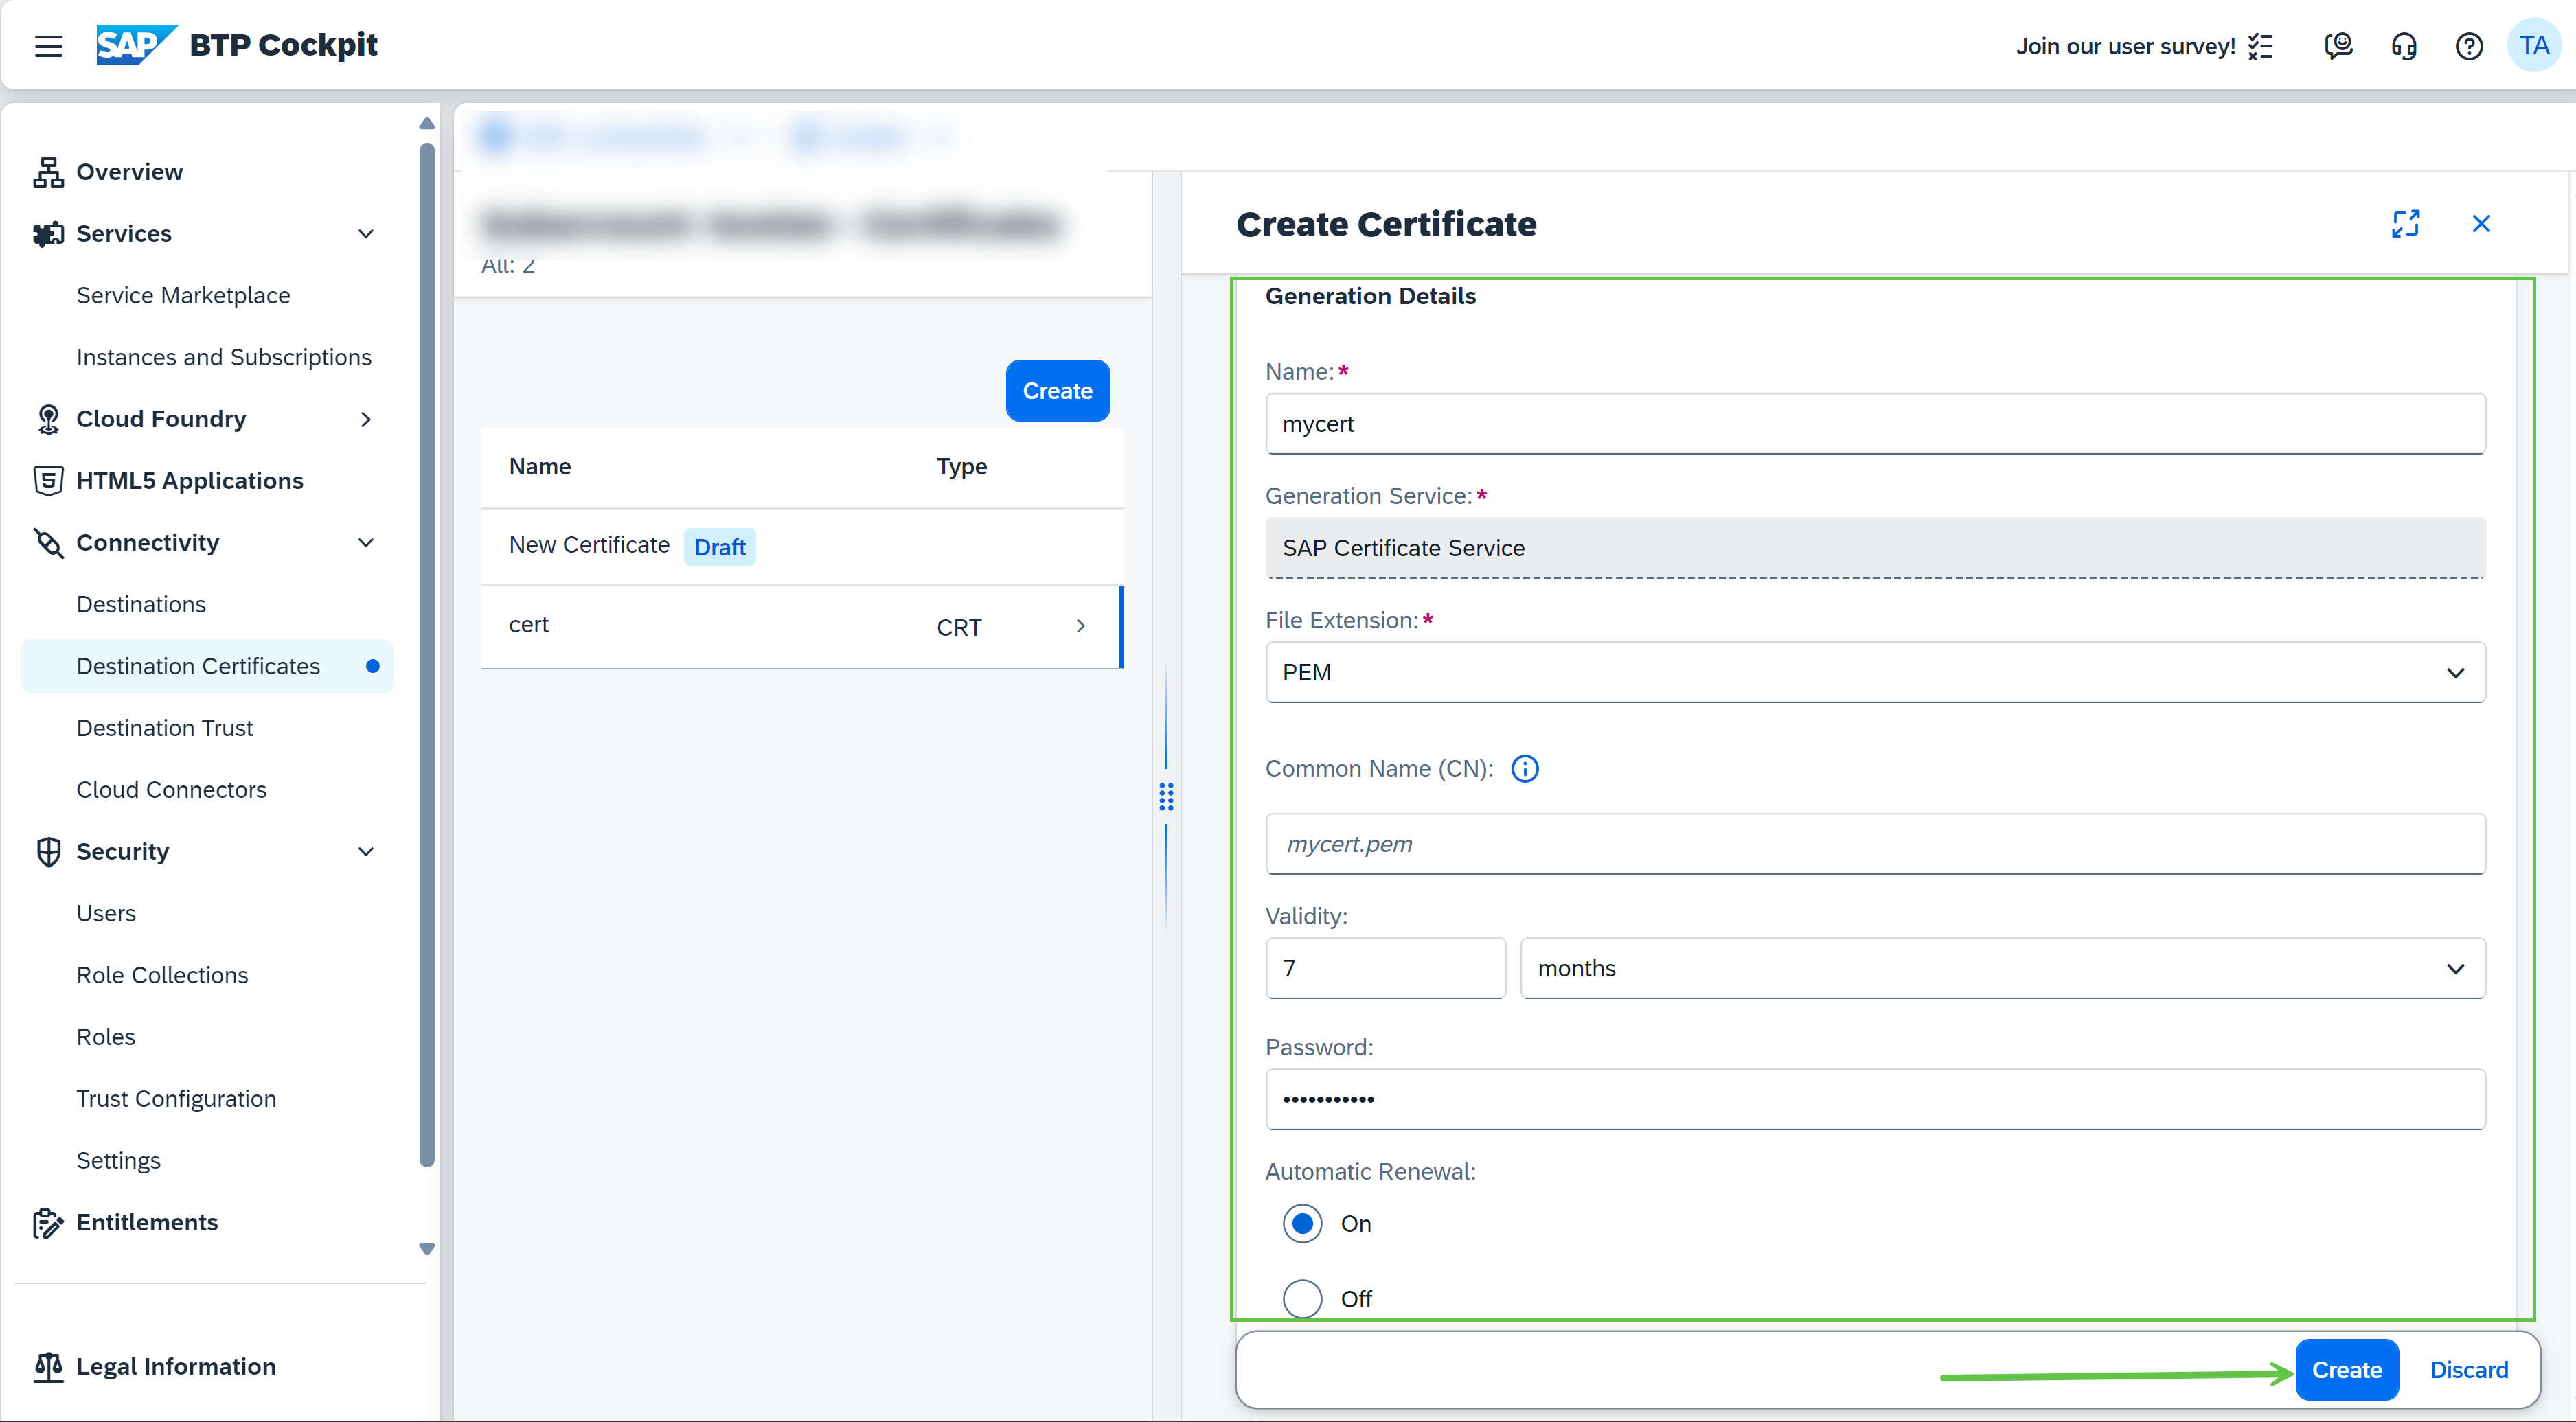 SAP BTP Cockpit
Join our user survey!
TA
Overview
Services
Service Marketplace
Instances and Subscriptions
Cloud Foundry
HTML5 Applications
Connectivity
Destinations
Destination Certificates
Destination Trust
Cloud Connectors
Security
Users
Role Collections
Roles
Trust Configuration
Settings
Entitlements
Legal Information
All: 2
Create
Name Type
New Certificate Draft
cert CRT
Create Certificate
Generation Details
Name:*
mycert
Generation Service:*
SAP Certificate Service
File Extension:*
PEM
Common Name (CN):
mycert.pem
Validity:
7 months
Password:
•••••••••••
Automatic Renewal:
On
Off
Create Discard